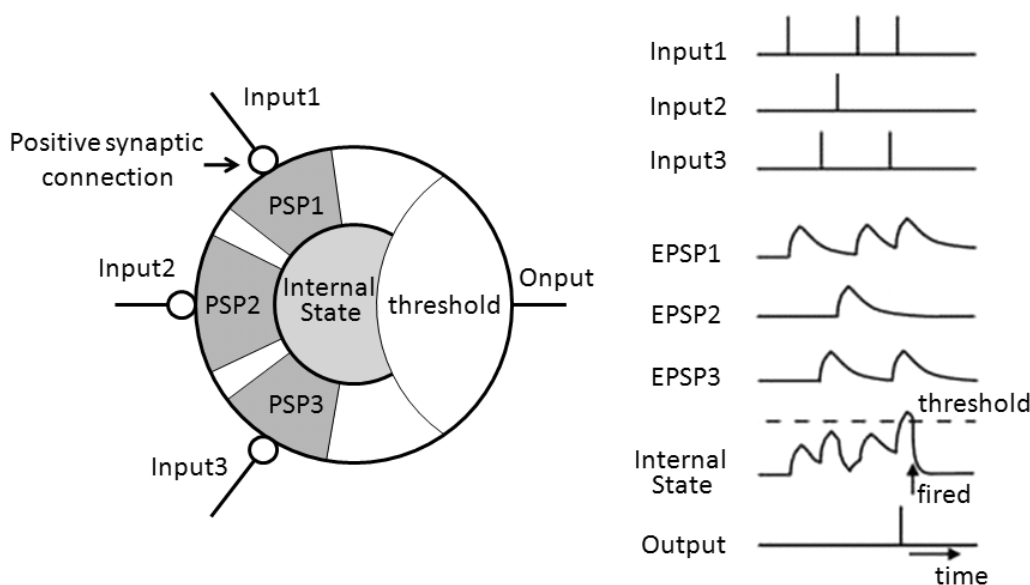 Input1
Positive synaptic
connection
PSP1
Input2
PSP2
Internal
State
threshold
Onput
PSP3
Input3
Input1
Input2
Input3
EPSP1
EPSP2
EPSP3
threshold
Internal
State
fired
Output
time